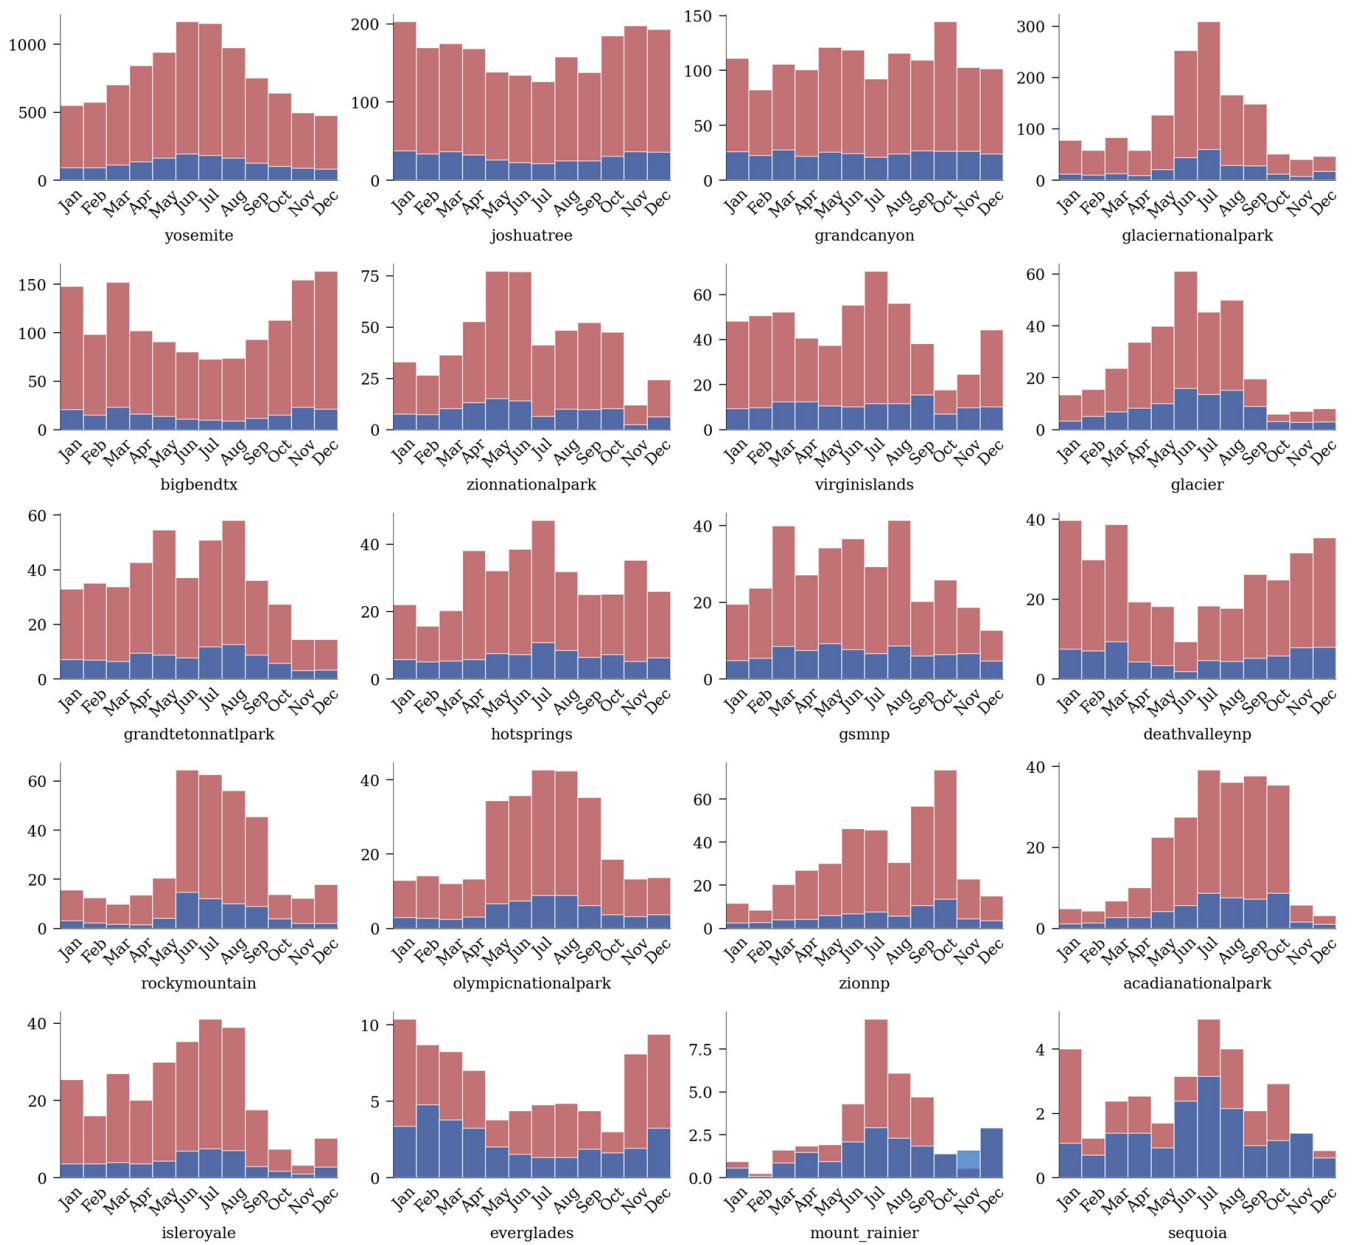 1000
500
0
Jan Feb Mar Apr May Jun Jul Aug Sep Oct Nov Dec
yosemite
200
100
0
Jan Feb Mar Apr May Jun Jul Aug Sep Oct Nov Dec
joshuatree
150
100
50
0
Jan Feb Mar Apr May Jun Jul Aug Sep Oct Nov Dec
grandcanyon
300
200
100
0
Jan Feb Mar Apr May Jun Jul Aug Sep Oct Nov Dec
glaciernationalpark
150
100
50
0
Jan Feb Mar Apr May Jun Jul Aug Sep Oct Nov Dec
bigbendtx
75
50
25
0
Jan Feb Mar Apr May Jun Jul Aug Sep Oct Nov Dec
zionnationalpark
60
40
20
0
Jan Feb Mar Apr May Jun Jul Aug Sep Oct Nov Dec
virginislands
60
40
20
0
Jan Feb Mar Apr May Jun Jul Aug Sep Oct Nov Dec
glacier
60
40
20
0
Jan Feb Mar Apr May Jun Jul Aug Sep Oct Nov Dec
grandtetonnatlpark
40
20
0
Jan Feb Mar Apr May Jun Jul Aug Sep Oct Nov Dec
hotsprings
40
20
0
Jan Feb Mar Apr May Jun Jul Aug Sep Oct Nov Dec
gsmnp
40
20
0
Jan Feb Mar Apr May Jun Jul Aug Sep Oct Nov Dec
deathvalleynp
60
40
20
0
Jan Feb Mar Apr May Jun Jul Aug Sep Oct Nov Dec
rockymountain
40
20
0
Jan Feb Mar Apr May Jun Jul Aug Sep Oct Nov Dec
olympicnationalpark
60
40
20
0
Jan Feb Mar Apr May Jun Jul Aug Sep Oct Nov Dec
zionnp
40
20
0
Jan Feb Mar Apr May Jun Jul Aug Sep Oct Nov Dec
acadianationalpark
40
20
0
Jan Feb Mar Apr May Jun Jul Aug Sep Oct Nov Dec
isleroyale
10
5
0
Jan Feb Mar Apr May Jun Jul Aug Sep Oct Nov Dec
everglades
7.5
5.0
2.5
0.0
Jan Feb Mar Apr May Jun Jul Aug Sep Oct Nov Dec
mount_rainier
4
2
0
Jan Feb Mar Apr May Jun Jul Aug Sep Oct Nov Dec
sequoia